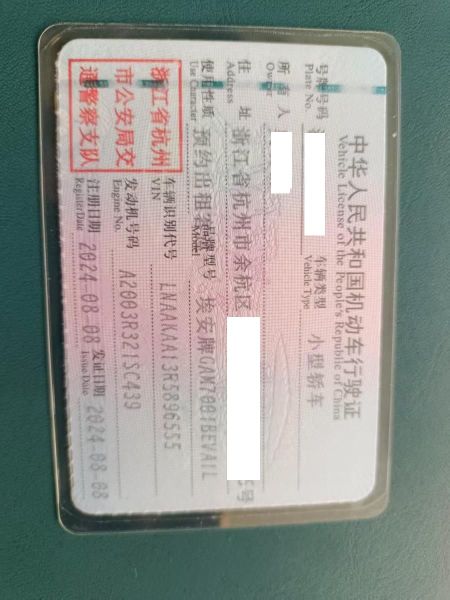 中华人民共和国机动车行驶证
Vehicle License of the People's Republic of China
号牌号码
Plate No.
车辆类型 小型轿车
Vehicle Type
所有人
Owner
住址 浙江省杭州市余杭区
Address
号
使用性质 预约出租
Use Character
品牌型号 埃安牌GAM7001BEVA1L
Model
浙江省杭州
市公安局交
通警察支队
车辆识别代号 LNAAKAA13R5896555
VIN
发动机号码 A2003R321SC439
Engine No.
注册日期 2024-08-08
Register Date
发证日期 2024-08-08
Issue Date